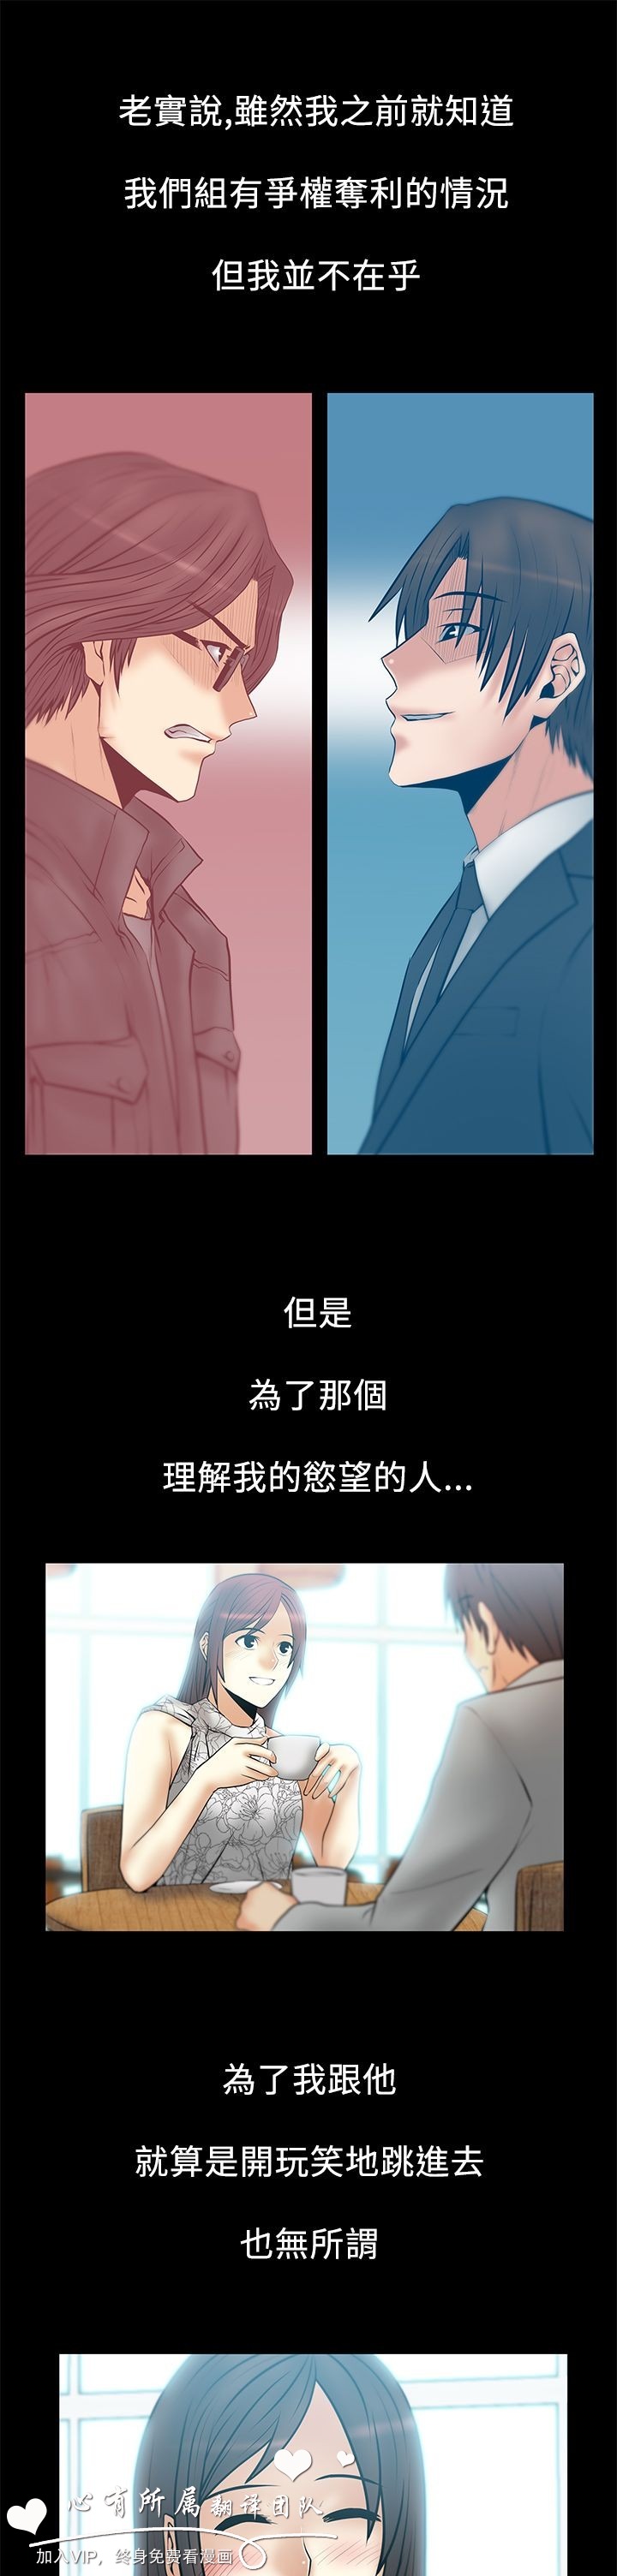 老實說,雖然我之前就知道
我們組有爭權奪利的情況
但我並不在乎
但是
為了那個
理解我的慾望的人...
為了我跟他
就算是開玩笑地跳進去
也無所謂
心有所属翻译团队
加入VIP，终身免费看漫画